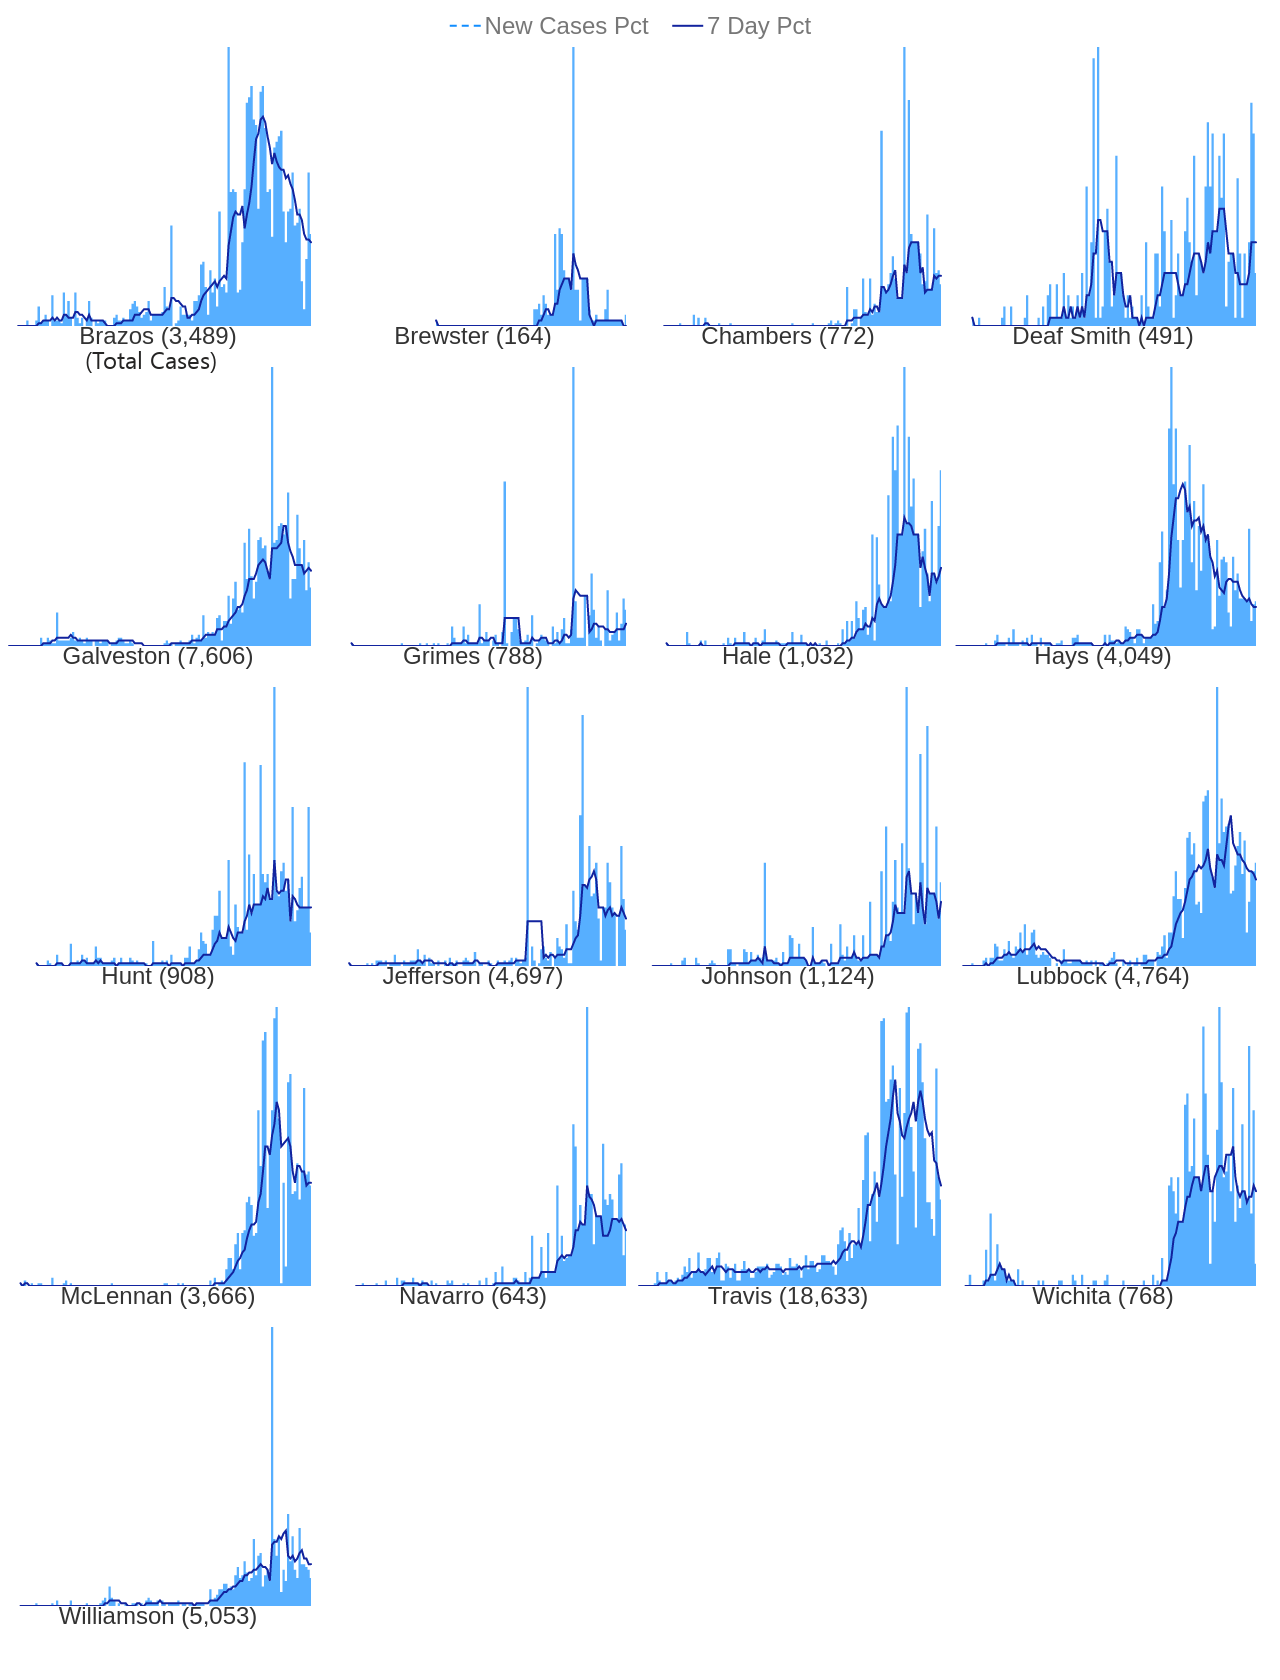 New Cases Pct 7 Day Pct
Brazos (3,489) Brewster (164) Chambers (772) Deaf Smith (491)
(Total Cases)
Galveston (7,606) Grimes (788) Hale (1,032) Hays (4,049)
Hunt (908) Jefferson (4,697) Johnson (1,124) Lubbock (4,764)
McLennan (3,666) Navarro (643) Travis (18,633) Wichita (768)
Williamson (5,053)